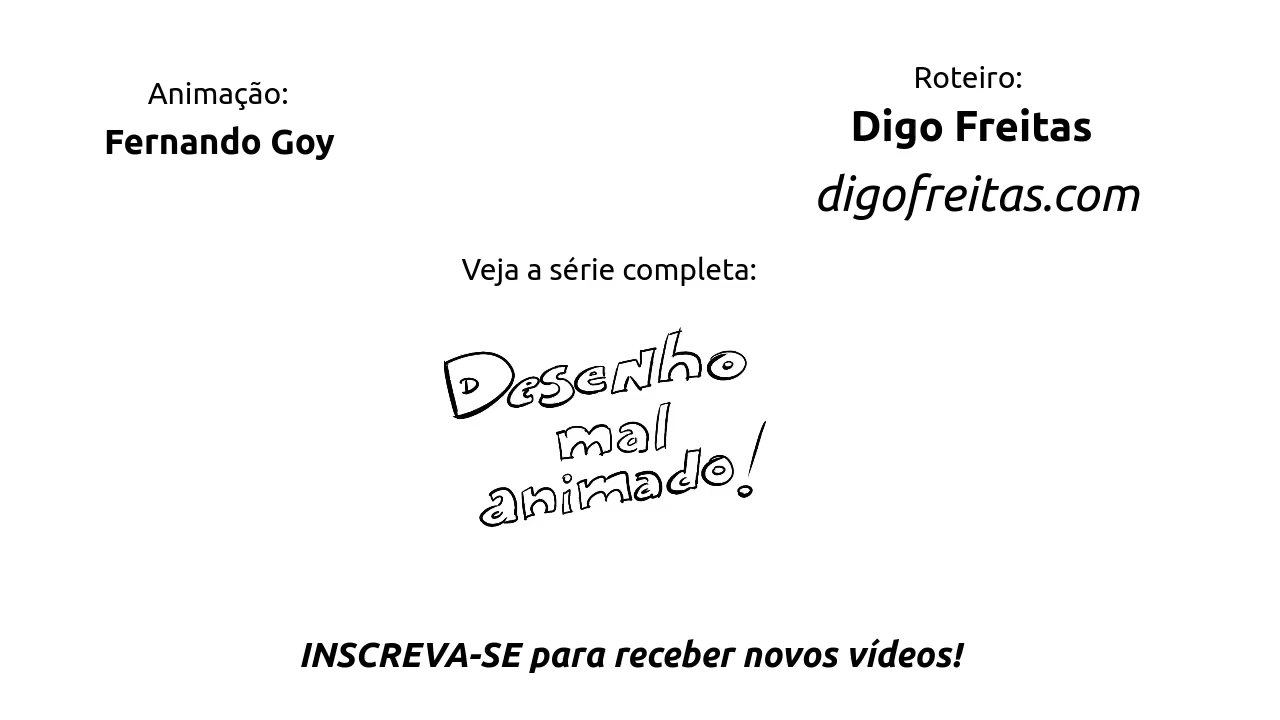 Animação:
Fernando Goy
Roteiro:
Digo Freitas
digofreitas.com
Veja a série completa:
Desenho
mal
animado!
INSCREVA-SE para receber novos vídeos!